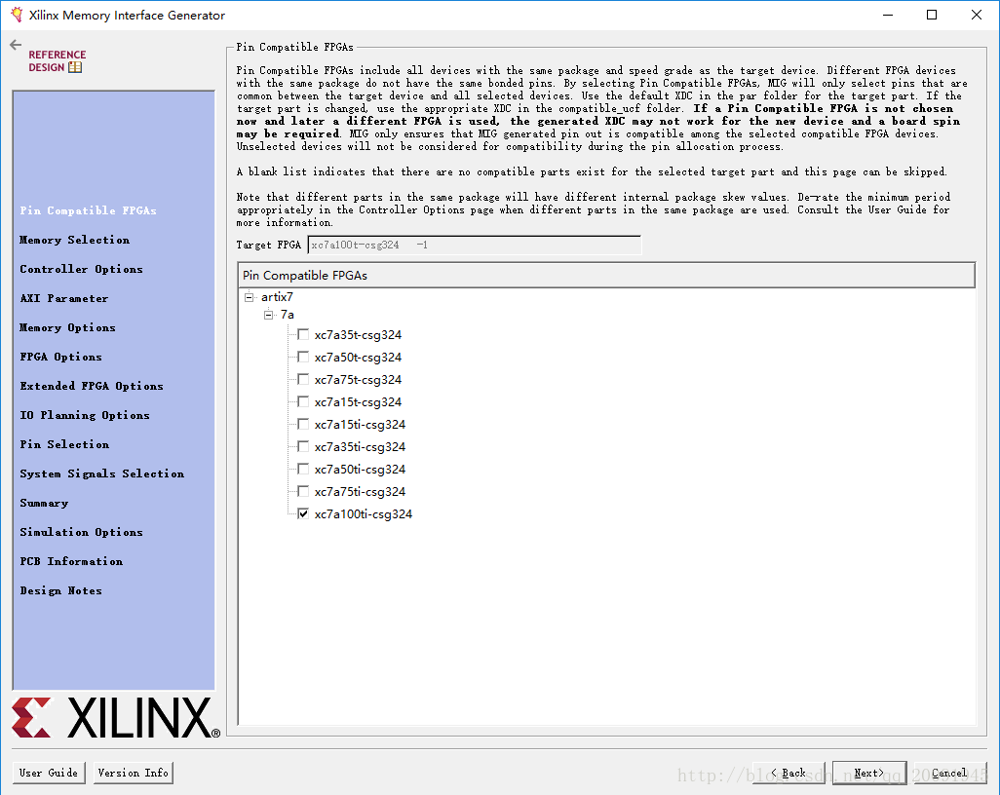 Xilinx Memory Interface Generator
REFERENCE
DESIGN
Pin Compatible FPGAs
Memory Selection
Controller Options
AXI Parameter
Memory Options
FPGA Options
Extended FPGA Options
IO Planning Options
Pin Selection
System Signals Selection
Summary
Simulation Options
PCB Information
Design Notes
XILINX®
Pin Compatible FPGAs
Pin Compatible FPGAs include all devices with the same package and speed grade as the target device. Different FPGA devices
with the same package do not have the same bonded pins. By selecting Pin Compatible FPGAs, MIG will only select pins that are
common between the target device and all selected devices. Use the default XDC in the par folder for the target part. If the
target part is changed, use the appropriate XDC in the compatible_ucf folder. If a Pin Compatible FPGA is not chosen
now and later a different FPGA is used, the generated XDC may not work for the new device and a board spin
may be required. MIG only ensures that MIG generated pin out is compatible among the selected compatible FPGA devices.
Unselected devices will not be considered for compatibility during the pin allocation process.
A blank list indicates that there are no compatible parts exist for the selected target part and this page can be skipped.
Note that different parts in the same package will have different internal package skew values. De-rate the minimum period
appropriately in the Controller Options page when different parts in the same package are used. Consult the User Guide for
more information.
Target FPGA xc7a100t-csg324 -1
Pin Compatible FPGAs
artix7
7a
xc7a35t-csg324
xc7a50t-csg324
xc7a75t-csg324
xc7a15t-csg324
xc7a15ti-csg324
xc7a35ti-csg324
xc7a50ti-csg324
xc7a75ti-csg324
xc7a100ti-csg324
User Guide Version Info < Back Next> Cancel